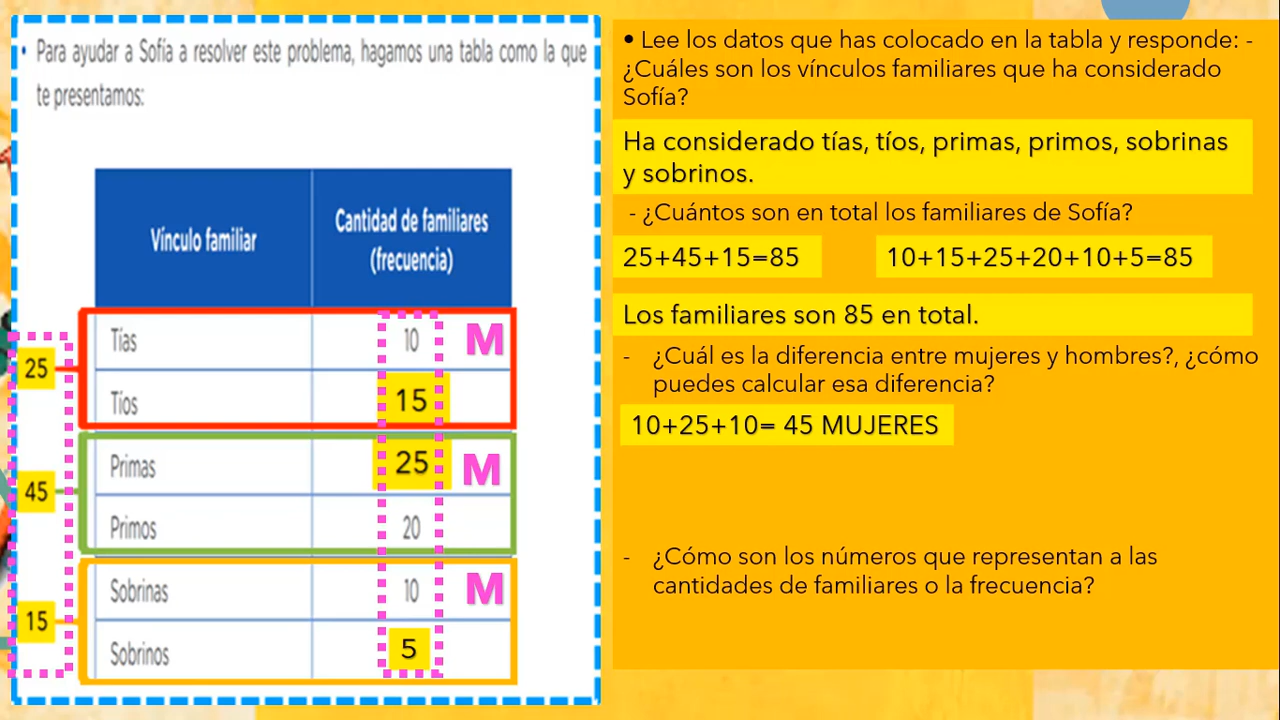 • Para ayudar a Sofía a resolver este problema, hagamos una tabla como la que
te presentamos:
Vínculo familiar
Cantidad de familiares
(frecuencia)
Tías 10 M
25
Tíos 15
Primas 25 M
45
Primos 20
Sobrinas 10 M
15
Sobrinos 5
• Lee los datos que has colocado en la tabla y responde: -
¿Cuáles son los vínculos familiares que ha considerado
Sofía?
Ha considerado tías, tíos, primas, primos, sobrinas
y sobrinos.
- ¿Cuántos son en total los familiares de Sofía?
25+45+15=85 10+15+25+20+10+5=85
Los familiares son 85 en total.
- ¿Cuál es la diferencia entre mujeres y hombres?, ¿cómo
puedes calcular esa diferencia?
10+25+10= 45 MUJERES
- ¿Cómo son los números que representan a las
cantidades de familiares o la frecuencia?